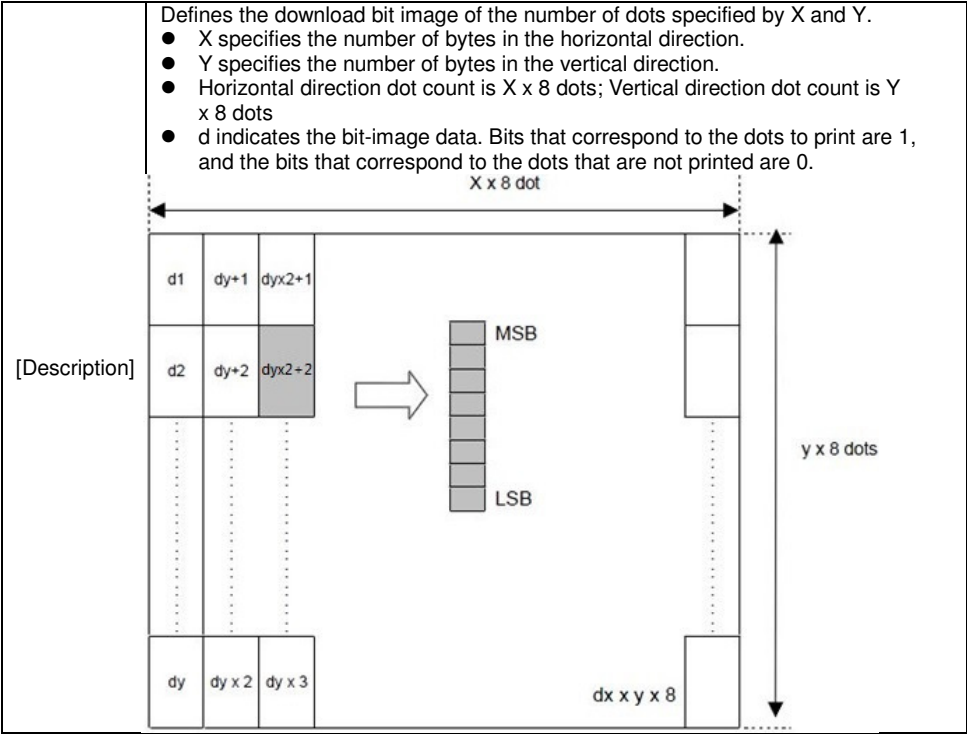 Defines the download bit image of the number of dots specified by X and Y.
● X specifies the number of bytes in the horizontal direction.
● Y specifies the number of bytes in the vertical direction.
● Horizontal direction dot count is X x 8 dots; Vertical direction dot count is Y
x 8 dots
● d indicates the bit-image data. Bits that correspond to the dots to print are 1,
and the bits that correspond to the dots that are not printed are 0.
X x 8 dot
d1 dy+1 dyx2+1
MSB
[Description]
d2 dy+2 dyx2+2
y x 8 dots
LSB
dy dy x 2 dy x 3
dx x y x 8